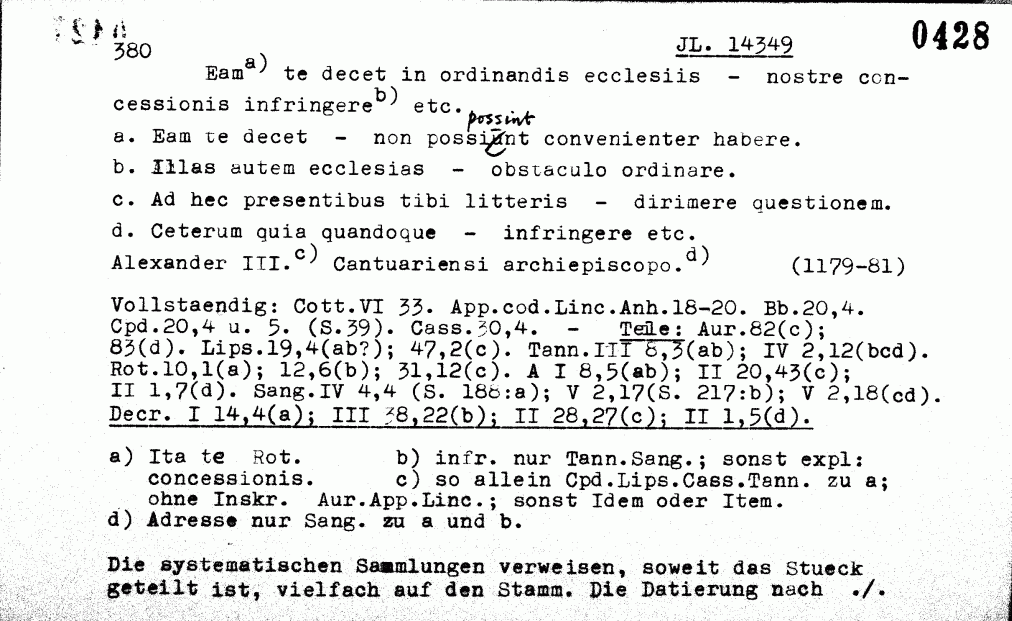 0428
380 JL. 14349
Eam a) te decet in ordinandis ecclesiis - nostre con-
cessionis infringere b) etc.
possint
a. Eam te decet - non possiunt convenienter habere.
b. Illas autem ecclesias - obstaculo ordinare.
c. Ad hec presentibus tibi litteris - dirimere questionem.
d. Ceterum quia quandoque - infringere etc.
Alexander III. c) Cantuariensi archiepiscopo. d) (1179-81)
Vollstaendig: Cott.VI 33. App.cod.Linc.Anh.18-20. Bb.20,4.
Cpd.20,4 u. 5. (S.39). Cass.30,4. - Teile: Aur.82(c);
83(d). Lips.19,4(ab?); 47,2(c). Tann.III 8,3(ab); IV 2,12(bcd).
Rot.10,1(a); 12,6(b); 31,12(c). A I 8,5(ab); II 20,43(c);
II 1,7(d). Sang.IV 4,4 (S. 188:a); V 2,17(S. 217:b); V 2,18(cd).
Decr. I 14,4(a); III 38,22(b); II 28,27(c); II 1,5(d).
a) Ita te Rot. b) infr. nur Tann.Sang.; sonst expl:
concessionis. c) so allein Cpd.Lips.Cass.Tann. zu a;
ohne Inskr. Aur.App.Linc.; sonst Idem oder Item.
d) Adresse nur Sang. zu a und b.
Die systematischen Sammlungen verweisen, soweit das Stueck
geteilt ist, vielfach auf den Stamm. Die Datierung nach ./.